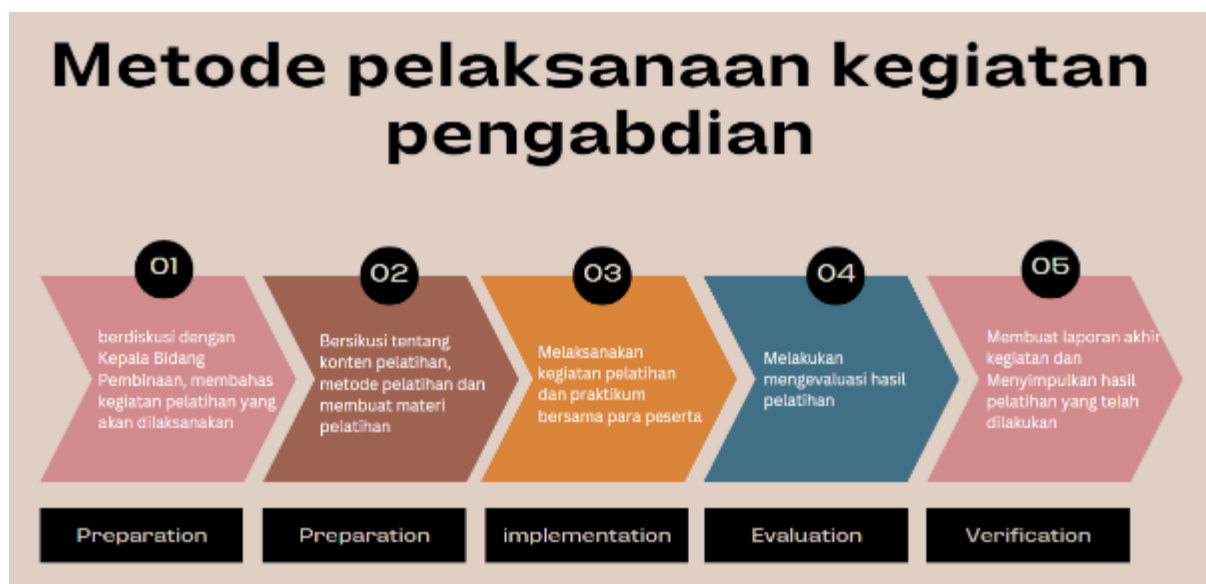 Metode pelaksanaan kegiatan
pengabdian
01
berdiskusi dengan
Kepala Bidang
Pembinaan, membahas
kegiatan pelatihan yang
akan dilaksanakan
Preparation
02
Bersikusi tentang
konten pelatihan,
metode pelatihan dan
membuat materi
pelatihan
Preparation
03
Melaksanakan
kegiatan pelatihan
dan praktikum
bersama para peserta
implementation
04
Melakukan
mengevaluasi hasil
pelatihan
Evaluation
05
Membuat laporan akhir
kegiatan dan
Menyimpulkan hasil
pelatihan yang telah
dilakukan
Verification